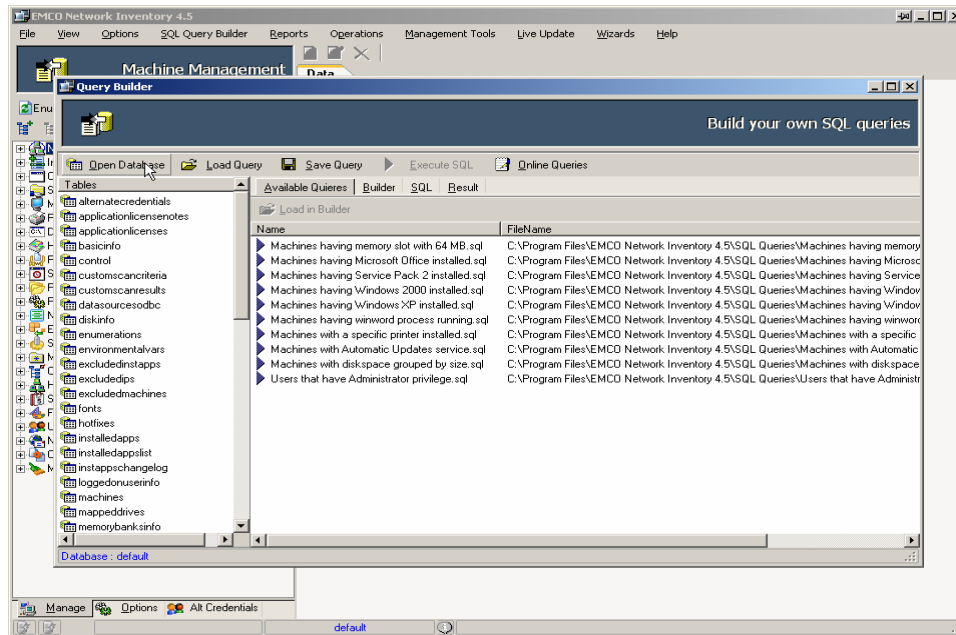 EMCO Network Inventory 4.5
File View Options SQL Query Builder Reports Operations Management Tools Live Update Wizards Help
Machine Management
Data
Query Builder
Enu
Build your own SQL queries
Open Database Load Query Save Query Execute SQL Online Queries
Tables
Available Quieres Builder SQL Result
Load in Builder
Name FileName
alternatecredentials
applicationlicensenotes
applicationlicenses
basicinfo
control
customscancriteria
customscanresults
datasourcesodbc
diskinfo
enumerations
environmentalvars
excludedinstapps
excludedips
excludedmachines
fonts
hotfixes
installedapps
installedappslist
instappschangelog
loggedonuserinfo
machines
mappeddrives
memorybanksinfo
Machines having memory slot with 64 MB.sql C:\Program Files\EMCO Network Inventory 4.5\SQL Queries\Machines having memory
Machines having Microsoft Office installed.sql C:\Program Files\EMCO Network Inventory 4.5\SQL Queries\Machines having Microsc
Machines having Service Pack 2 installed.sql C:\Program Files\EMCO Network Inventory 4.5\SQL Queries\Machines having Service
Machines having Windows 2000 installed.sql C:\Program Files\EMCO Network Inventory 4.5\SQL Queries\Machines having Window
Machines having Windows XP installed.sql C:\Program Files\EMCO Network Inventory 4.5\SQL Queries\Machines having Window
Machines having winword process running.sql C:\Program Files\EMCO Network Inventory 4.5\SQL Queries\Machines having winword
Machines with a specific printer installed.sql C:\Program Files\EMCO Network Inventory 4.5\SQL Queries\Machines with a specific
Machines with Automatic Updates service.sql C:\Program Files\EMCO Network Inventory 4.5\SQL Queries\Machines with Automatic
Machines with diskspace grouped by size.sql C:\Program Files\EMCO Network Inventory 4.5\SQL Queries\Machines with diskspace
Users that have Administrator privilege.sql C:\Program Files\EMCO Network Inventory 4.5\SQL Queries\Users that have Administr
Database : default
Manage Options Alt Credentials
default